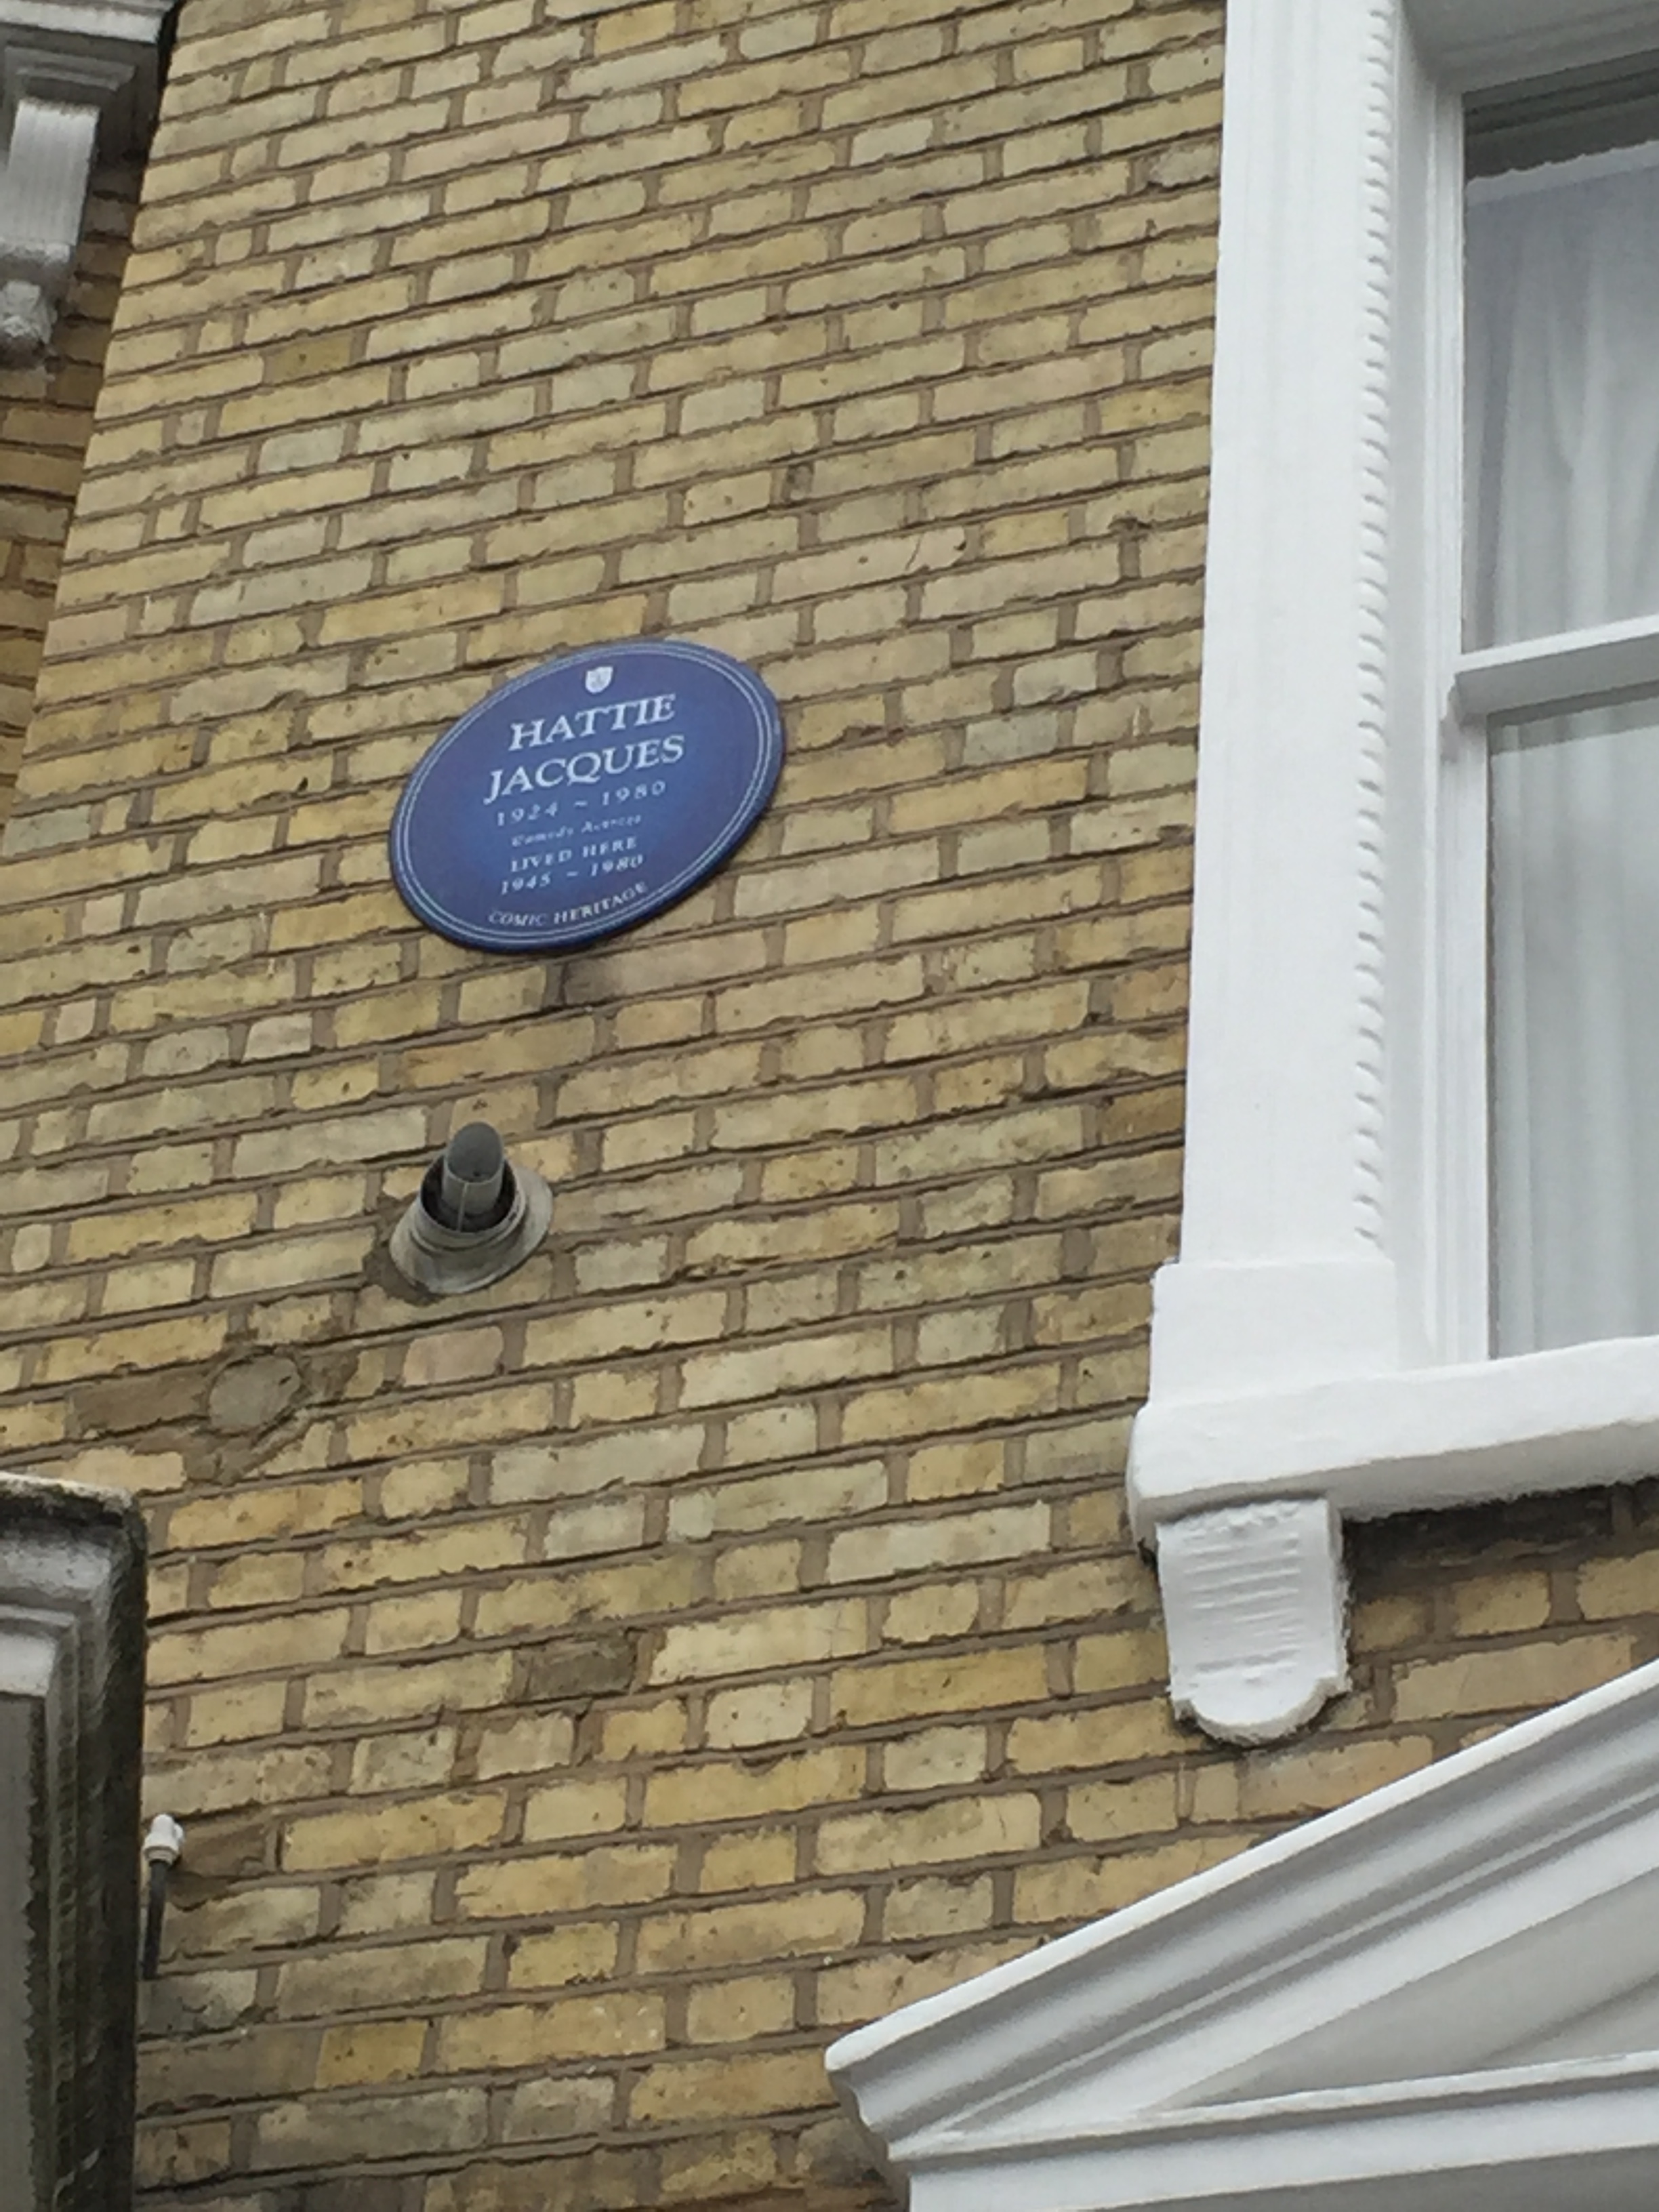 HATTIE
JACQUES
1924 ~ 1980
Comedy Actress
LIVED HERE
1945 ~ 1980
COMIC HERITAGE